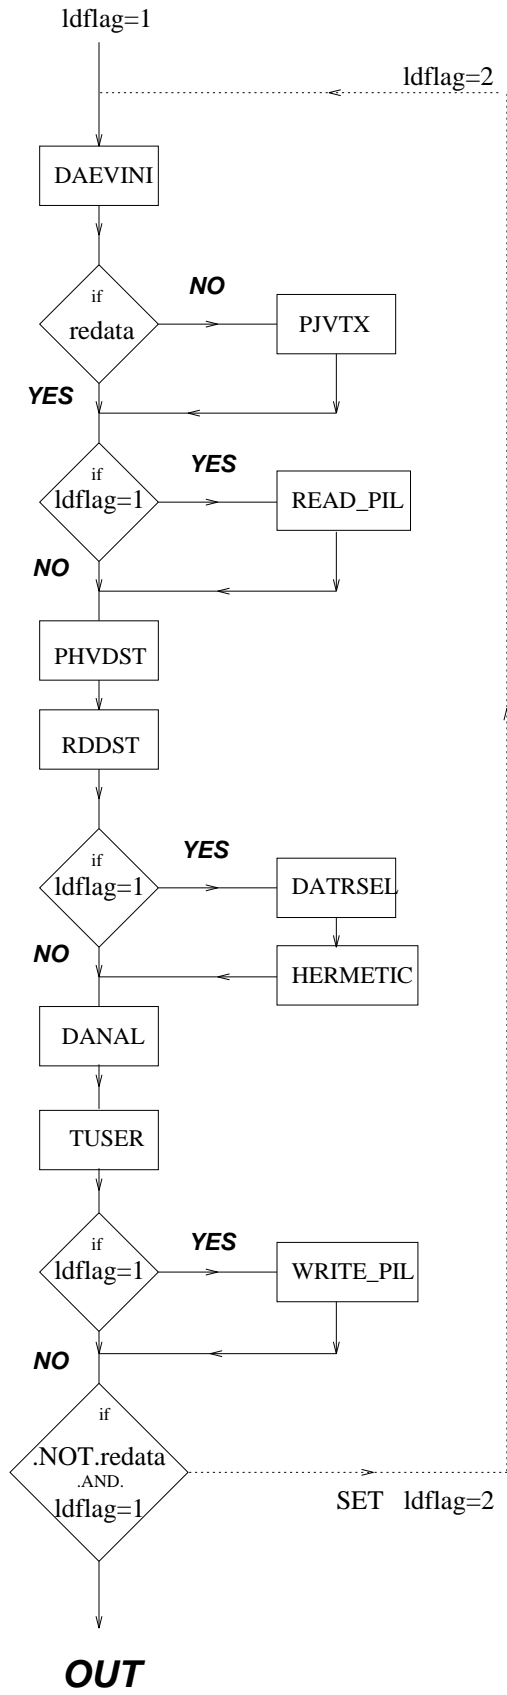 ldflag=1
ldflag=2
DAEVINI
if
redata
NO
PJVTX
YES
if
ldflag=1
YES
READ_PIL
NO
PHVDST
RDDST
if
ldflag=1
YES
DATRSEL
NO
HERMETIC
DANAL
TUSER
if
ldflag=1
YES
WRITE_PIL
NO
if
.NOT.redata
.AND.
ldflag=1
SET ldflag=2
OUT